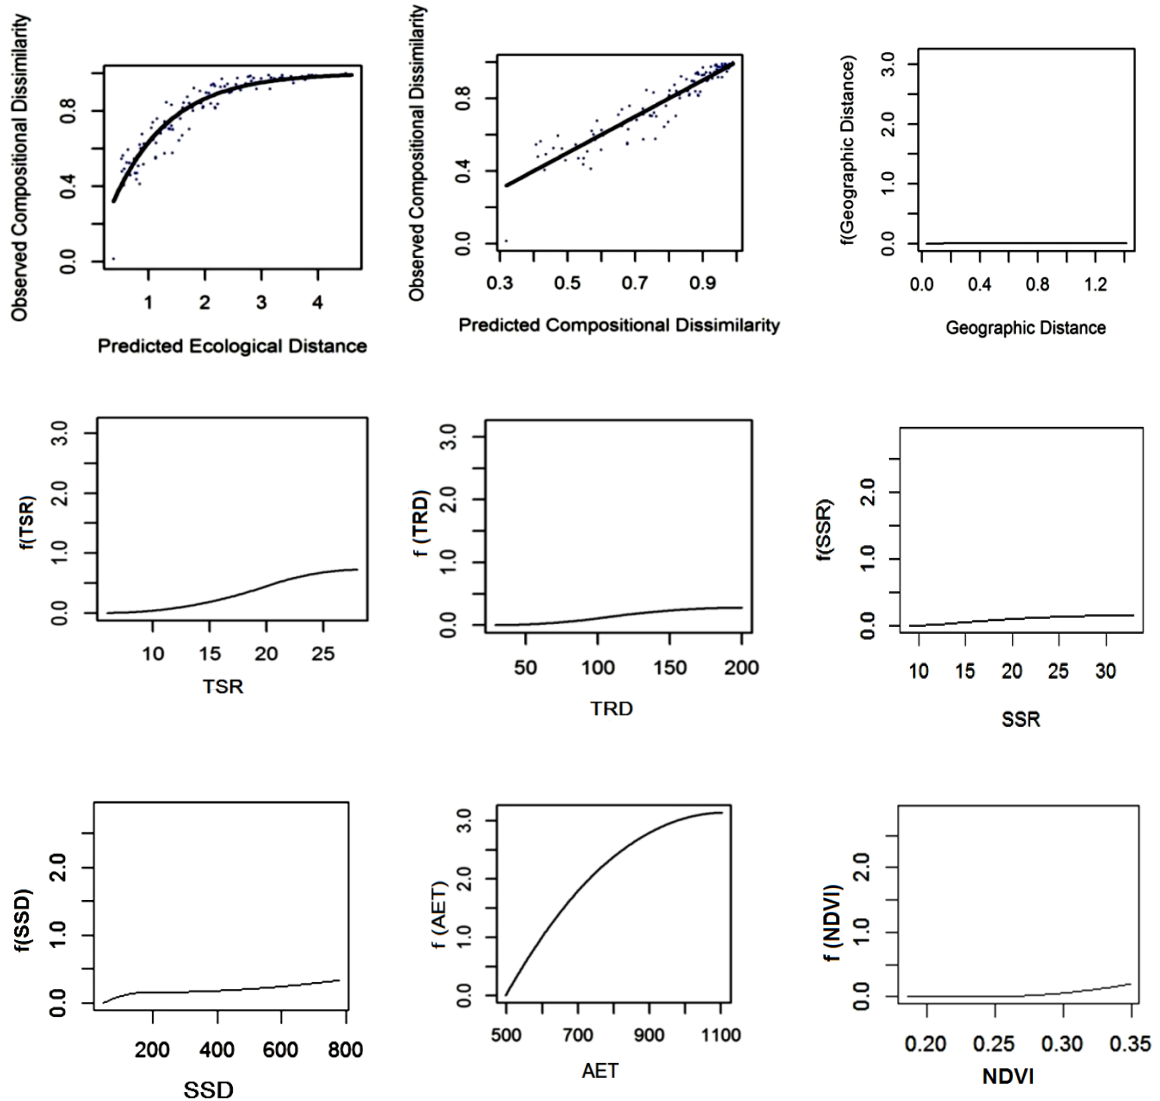 Observed Compositional Dissimilarity
0.8
0.4
0.0
1 2 3 4
Predicted Ecological Distance
Observed Compositional Dissimilarity
0.8
0.4
0.0
0.3 0.5 0.7 0.9
Predicted Compositional Dissimilarity
f(Geographic Distance)
3.0
2.0
1.0
0.0
0.0 0.4 0.8 1.2
Geographic Distance
f(TSR)
3.0
2.0
1.0
0.0
10 15 20 25
TSR
f (TRD)
3.0
2.0
1.0
0.0
50 100 150 200
TRD
f(SSR)
2.0
1.0
0.0
10 15 20 25 30
SSR
f(SSD)
2.0
1.0
0.0
200 400 600 800
SSD
f (AET)
3.0
2.0
1.0
0.0
500 700 900 1100
AET
f (NDVI)
2.0
1.0
0.0
0.20 0.25 0.30 0.35
NDVI